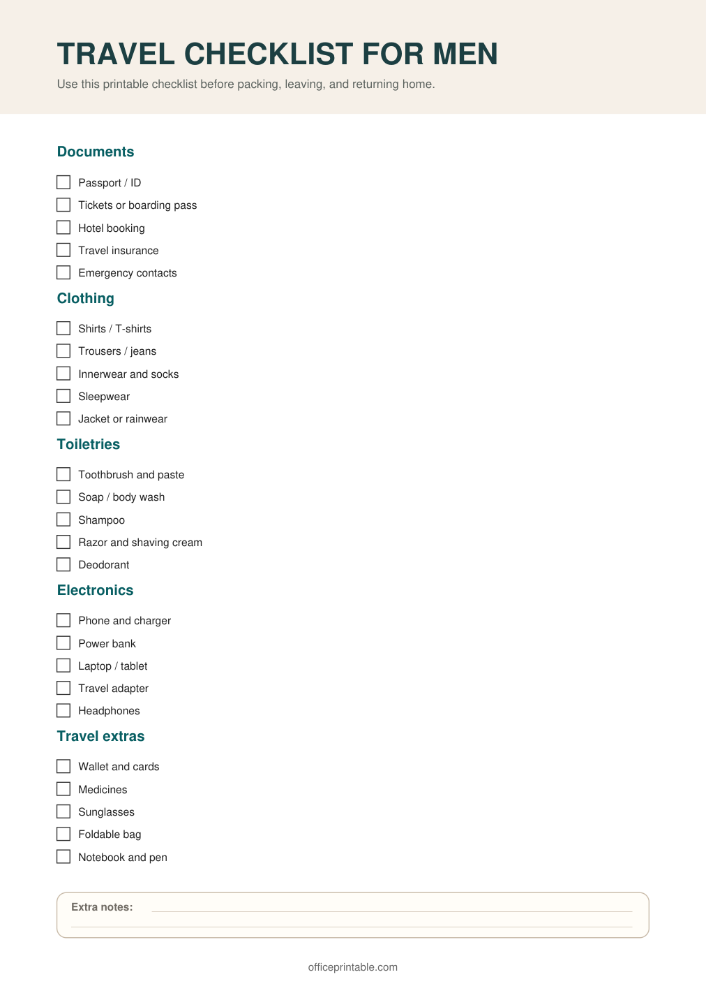 TRAVEL CHECKLIST FOR MEN
Use this printable checklist before packing, leaving, and returning home.
Documents
Passport / ID
Tickets or boarding pass
Hotel booking
Travel insurance
Emergency contacts
Clothing
Shirts / T-shirts
Trousers / jeans
Innerwear and socks
Sleepwear
Jacket or rainwear
Toiletries
Toothbrush and paste
Soap / body wash
Shampoo
Razor and shaving cream
Deodorant
Electronics
Phone and charger
Power bank
Laptop / tablet
Travel adapter
Headphones
Travel extras
Wallet and cards
Medicines
Sunglasses
Foldable bag
Notebook and pen
Extra notes:
officeprintable.com